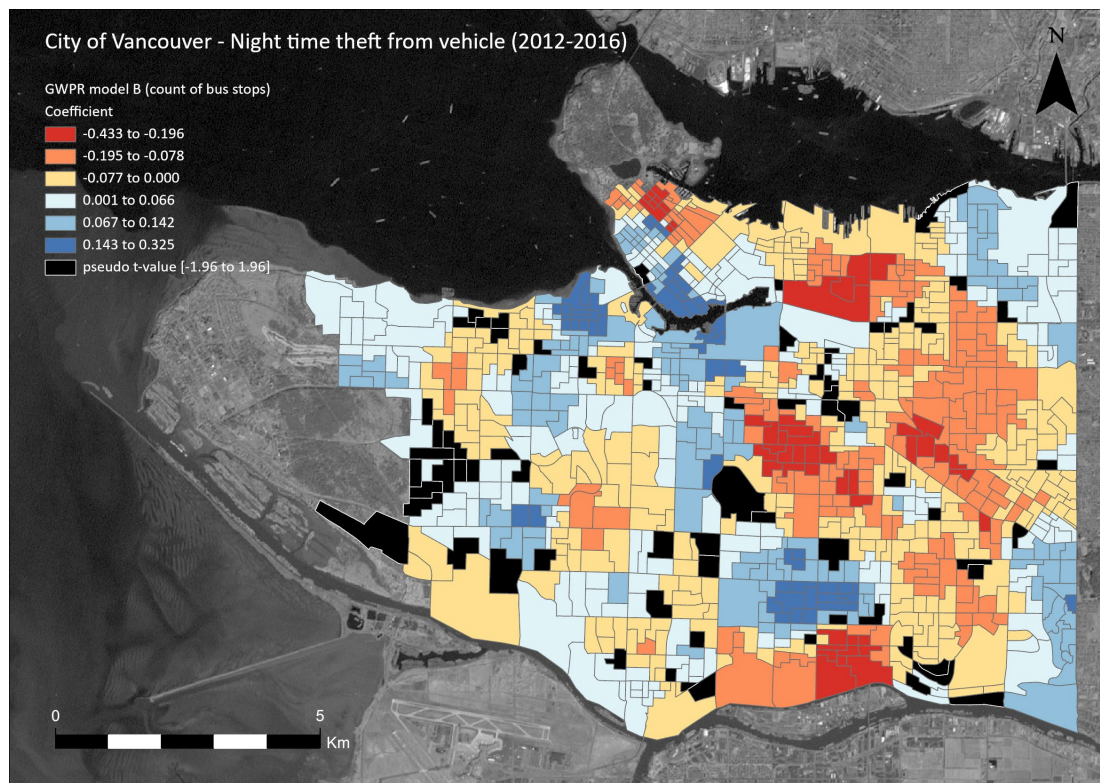 City of Vancouver - Night time theft from vehicle (2012-2016)
N
GWPR model B (count of bus stops)
Coefficient
-0.433 to -0.196
-0.195 to -0.078
-0.077 to 0.000
0.001 to 0.066
0.067 to 0.142
0.143 to 0.325
pseudo t-value [-1.96 to 1.96]
0 5
Km